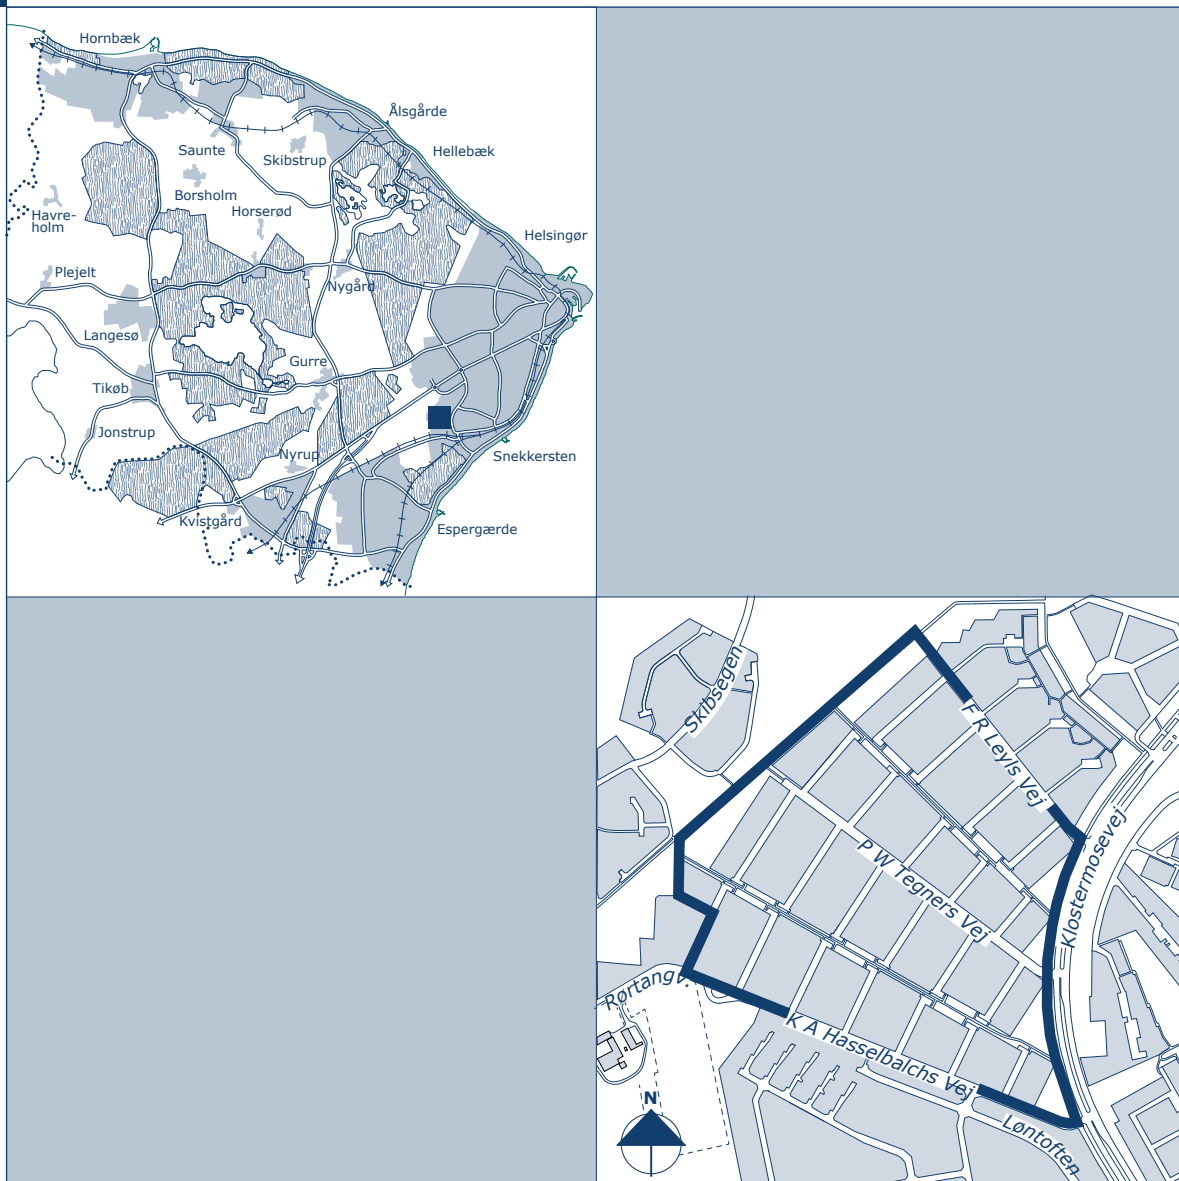 Hornbæk
Ålsgårde
Saunte
Skibstrup
Hellebæk
Borsholm
Havre-
holm
Horserød
Helsingør
Plejelt
Nygård
Langesø
Gurre
Tikøb
Jonstrup
Nyrup
Snekkersten
Kvistgård
Espergærde
Skibsegen
F R Leyls Vej
P W Tegners Vej
Klostermosevej
Rørtangv.
K A Hasselbalchs Vej
Løntoften
N